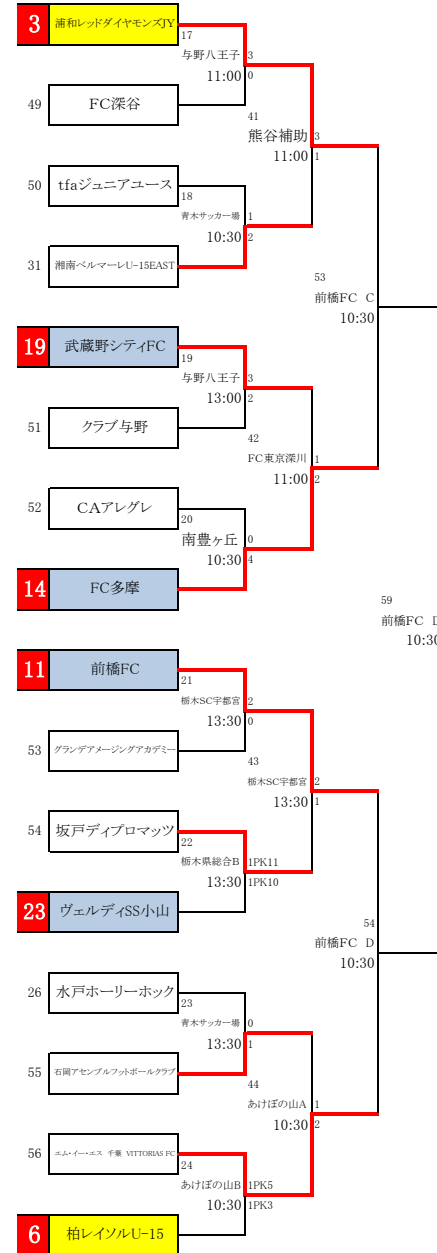 3 浦和レッドダイヤモンズJY
17
与野八王子 3
11:00 0
49 FC深谷
41
熊谷補助 3
11:00 1
50 tfaジュニアユース
18
青木サッカー場 1
10:30 2
31 湘南ベルマーレU-15EAST
53
前橋FC C
10:30
19 武蔵野シティFC
19
与野八王子 3
13:00 2
51 クラブ与野
42
FC東京深川 1
11:00 2
52 CAアレグレ
20
南豊ヶ丘 0
10:30 4
14 FC多摩
59
前橋FC D
10:30
11 前橋FC
21
栃木SC宇都宮 2
13:30 0
53 グランデアメージングアカデミー
43
栃木SC宇都宮 2
13:30 1
54 坂戸ディプロマッツ
22
栃木県総合B 1PK11
13:30 1PK10
23 ヴェルディSS小山
54
前橋FC D
10:30
26 水戸ホーリーホック
23
青木サッカー場 0
13:30 1
55 石岡アセンブルフットボールクラブ
44
あけぼの山A 1
10:30 2
56 エム・イー・エス 千葉 VITTORIAS FC
24
あけぼの山B 1PK5
10:30 1PK3
6 柏レイソルU-15